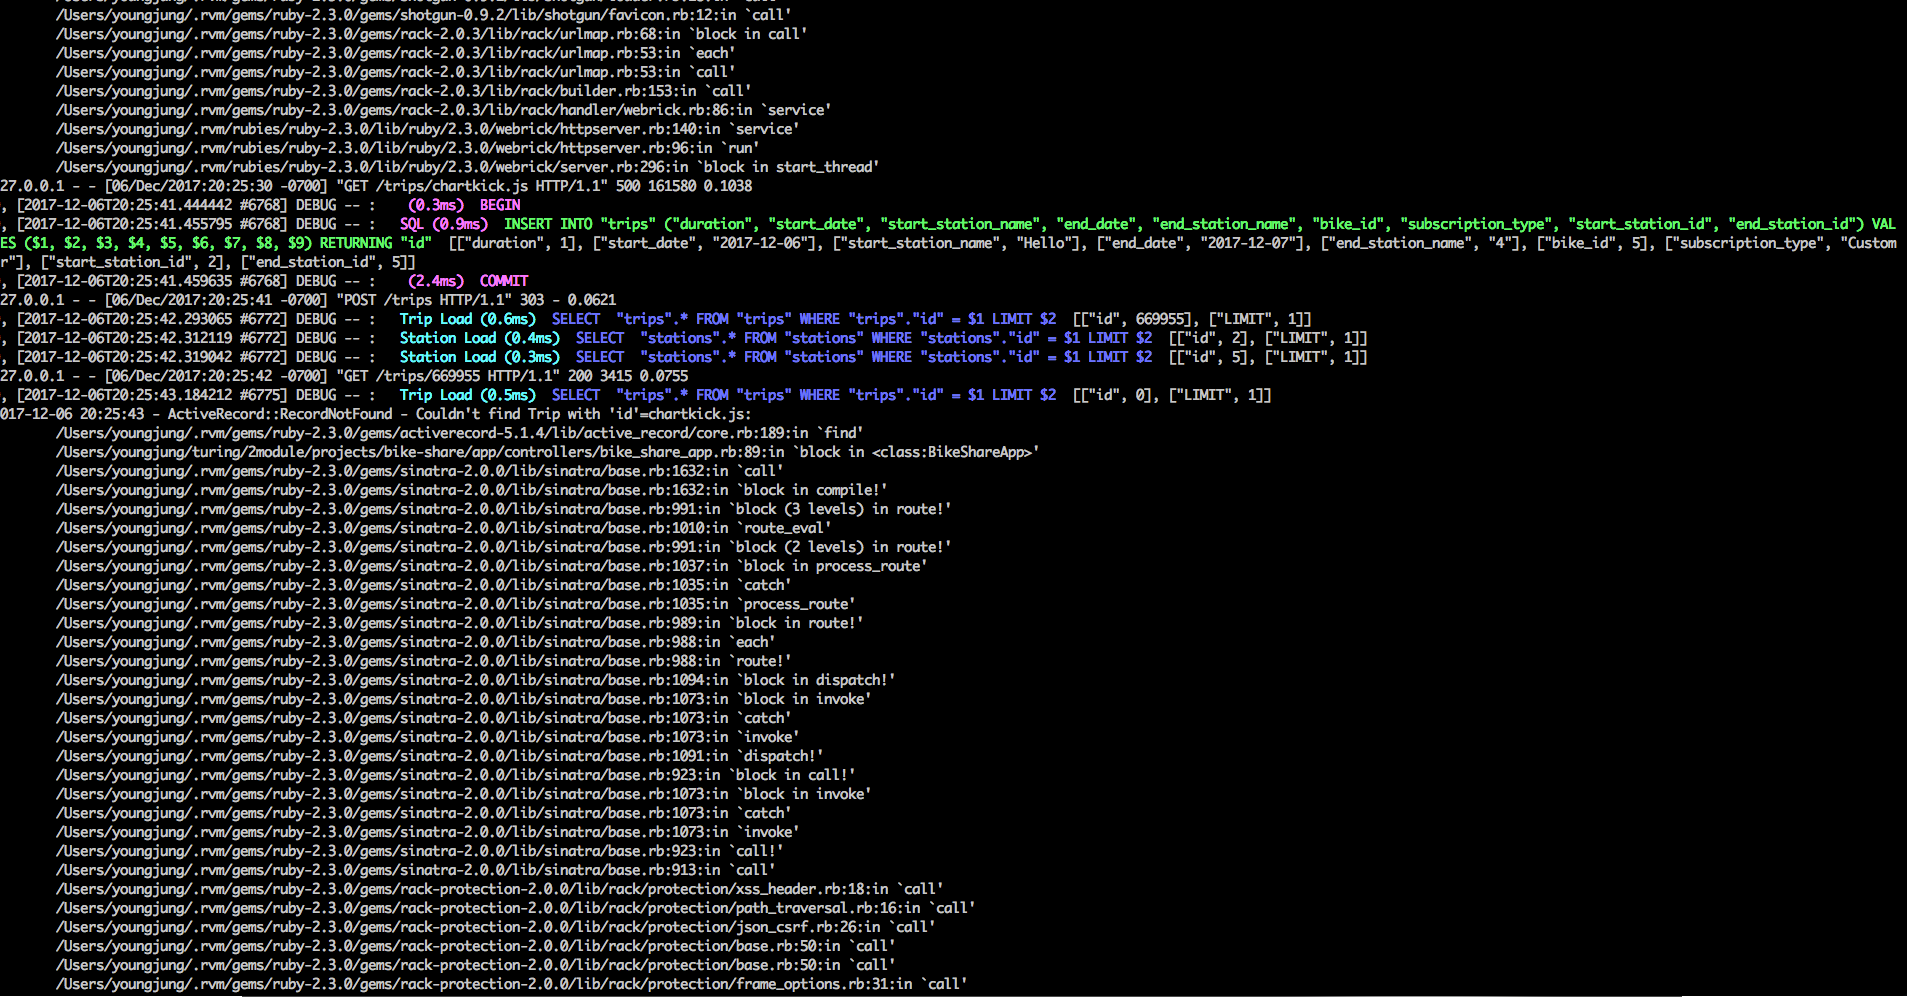 /Users/youngjung/.rvm/gems/ruby-2.3.0/gems/shotgun-0.9.2/lib/shotgun/favicon.rb:12:in `call'
/Users/youngjung/.rvm/gems/ruby-2.3.0/gems/rack-2.0.3/lib/rack/urlmap.rb:68:in `block in call'
/Users/youngjung/.rvm/gems/ruby-2.3.0/gems/rack-2.0.3/lib/rack/urlmap.rb:53:in `each'
/Users/youngjung/.rvm/gems/ruby-2.3.0/gems/rack-2.0.3/lib/rack/urlmap.rb:53:in `call'
/Users/youngjung/.rvm/gems/ruby-2.3.0/gems/rack-2.0.3/lib/rack/builder.rb:153:in `call'
/Users/youngjung/.rvm/gems/ruby-2.3.0/gems/rack-2.0.3/lib/rack/handler/webrick.rb:86:in `service'
/Users/youngjung/.rvm/rubies/ruby-2.3.0/lib/ruby/2.3.0/webrick/httpserver.rb:140:in `service'
/Users/youngjung/.rvm/rubies/ruby-2.3.0/lib/ruby/2.3.0/webrick/httpserver.rb:96:in `run'
/Users/youngjung/.rvm/rubies/ruby-2.3.0/lib/ruby/2.3.0/webrick/server.rb:296:in `block in start_thread'
27.0.0.1 - - [06/Dec/2017:20:25:30 -0700] "GET /trips/chartkick.js HTTP/1.1" 500 161580 0.1038
, [2017-12-06T20:25:41.444442 #6768] DEBUG -- :    (0.3ms)  BEGIN
, [2017-12-06T20:25:41.455795 #6768] DEBUG -- :   SQL (0.9ms)  INSERT INTO "trips" ("duration", "start_date", "start_station_name", "end_date", "end_station_name", "bike_id", "subscription_type", "start_station_id", "end_station_id") VAL
ES ($1, $2, $3, $4, $5, $6, $7, $8, $9) RETURNING "id"  [["duration", 1], ["start_date", "2017-12-06"], ["start_station_name", "Hello"], ["end_date", "2017-12-07"], ["end_station_name", "4"], ["bike_id", 5], ["subscription_type", "Custom
r"], ["start_station_id", 2], ["end_station_id", 5]]
, [2017-12-06T20:25:41.459635 #6768] DEBUG -- :    (2.4ms)  COMMIT
27.0.0.1 - - [06/Dec/2017:20:25:41 -0700] "POST /trips HTTP/1.1" 303 - 0.0621
, [2017-12-06T20:25:42.293065 #6772] DEBUG -- :   Trip Load (0.6ms)  SELECT  "trips".* FROM "trips" WHERE "trips"."id" = $1 LIMIT $2  [["id", 669955], ["LIMIT", 1]]
, [2017-12-06T20:25:42.312119 #6772] DEBUG -- :   Station Load (0.4ms)  SELECT  "stations".* FROM "stations" WHERE "stations"."id" = $1 LIMIT $2  [["id", 2], ["LIMIT", 1]]
, [2017-12-06T20:25:42.319042 #6772] DEBUG -- :   Station Load (0.3ms)  SELECT  "stations".* FROM "stations" WHERE "stations"."id" = $1 LIMIT $2  [["id", 5], ["LIMIT", 1]]
27.0.0.1 - - [06/Dec/2017:20:25:42 -0700] "GET /trips/669955 HTTP/1.1" 200 3415 0.0755
, [2017-12-06T20:25:43.184212 #6775] DEBUG -- :   Trip Load (0.5ms)  SELECT  "trips".* FROM "trips" WHERE "trips"."id" = $1 LIMIT $2  [["id", 0], ["LIMIT", 1]]
017-12-06 20:25:43 - ActiveRecord::RecordNotFound - Couldn't find Trip with 'id'=chartkick.js:
/Users/youngjung/.rvm/gems/ruby-2.3.0/gems/activerecord-5.1.4/lib/active_record/core.rb:189:in `find'
/Users/youngjung/turing/2module/projects/bike-share/app/controllers/bike_share_app.rb:89:in `block in <class:BikeShareApp>'
/Users/youngjung/.rvm/gems/ruby-2.3.0/gems/sinatra-2.0.0/lib/sinatra/base.rb:1632:in `call'
/Users/youngjung/.rvm/gems/ruby-2.3.0/gems/sinatra-2.0.0/lib/sinatra/base.rb:1632:in `block in compile!'
/Users/youngjung/.rvm/gems/ruby-2.3.0/gems/sinatra-2.0.0/lib/sinatra/base.rb:991:in `block (3 levels) in route!'
/Users/youngjung/.rvm/gems/ruby-2.3.0/gems/sinatra-2.0.0/lib/sinatra/base.rb:1010:in `route_eval'
/Users/youngjung/.rvm/gems/ruby-2.3.0/gems/sinatra-2.0.0/lib/sinatra/base.rb:991:in `block (2 levels) in route!'
/Users/youngjung/.rvm/gems/ruby-2.3.0/gems/sinatra-2.0.0/lib/sinatra/base.rb:1037:in `block in process_route'
/Users/youngjung/.rvm/gems/ruby-2.3.0/gems/sinatra-2.0.0/lib/sinatra/base.rb:1035:in `catch'
/Users/youngjung/.rvm/gems/ruby-2.3.0/gems/sinatra-2.0.0/lib/sinatra/base.rb:1035:in `process_route'
/Users/youngjung/.rvm/gems/ruby-2.3.0/gems/sinatra-2.0.0/lib/sinatra/base.rb:989:in `block in route!'
/Users/youngjung/.rvm/gems/ruby-2.3.0/gems/sinatra-2.0.0/lib/sinatra/base.rb:988:in `each'
/Users/youngjung/.rvm/gems/ruby-2.3.0/gems/sinatra-2.0.0/lib/sinatra/base.rb:988:in `route!'
/Users/youngjung/.rvm/gems/ruby-2.3.0/gems/sinatra-2.0.0/lib/sinatra/base.rb:1094:in `block in dispatch!'
/Users/youngjung/.rvm/gems/ruby-2.3.0/gems/sinatra-2.0.0/lib/sinatra/base.rb:1073:in `block in invoke'
/Users/youngjung/.rvm/gems/ruby-2.3.0/gems/sinatra-2.0.0/lib/sinatra/base.rb:1073:in `catch'
/Users/youngjung/.rvm/gems/ruby-2.3.0/gems/sinatra-2.0.0/lib/sinatra/base.rb:1073:in `invoke'
/Users/youngjung/.rvm/gems/ruby-2.3.0/gems/sinatra-2.0.0/lib/sinatra/base.rb:1091:in `dispatch!'
/Users/youngjung/.rvm/gems/ruby-2.3.0/gems/sinatra-2.0.0/lib/sinatra/base.rb:923:in `block in call!'
/Users/youngjung/.rvm/gems/ruby-2.3.0/gems/sinatra-2.0.0/lib/sinatra/base.rb:1073:in `block in invoke'
/Users/youngjung/.rvm/gems/ruby-2.3.0/gems/sinatra-2.0.0/lib/sinatra/base.rb:1073:in `catch'
/Users/youngjung/.rvm/gems/ruby-2.3.0/gems/sinatra-2.0.0/lib/sinatra/base.rb:1073:in `invoke'
/Users/youngjung/.rvm/gems/ruby-2.3.0/gems/sinatra-2.0.0/lib/sinatra/base.rb:923:in `call!'
/Users/youngjung/.rvm/gems/ruby-2.3.0/gems/sinatra-2.0.0/lib/sinatra/base.rb:913:in `call'
/Users/youngjung/.rvm/gems/ruby-2.3.0/gems/rack-protection-2.0.0/lib/rack/protection/xss_header.rb:18:in `call'
/Users/youngjung/.rvm/gems/ruby-2.3.0/gems/rack-protection-2.0.0/lib/rack/protection/path_traversal.rb:16:in `call'
/Users/youngjung/.rvm/gems/ruby-2.3.0/gems/rack-protection-2.0.0/lib/rack/protection/json_csrf.rb:26:in `call'
/Users/youngjung/.rvm/gems/ruby-2.3.0/gems/rack-protection-2.0.0/lib/rack/protection/base.rb:50:in `call'
/Users/youngjung/.rvm/gems/ruby-2.3.0/gems/rack-protection-2.0.0/lib/rack/protection/base.rb:50:in `call'
/Users/youngjung/.rvm/gems/ruby-2.3.0/gems/rack-protection-2.0.0/lib/rack/protection/frame_options.rb:31:in `call'